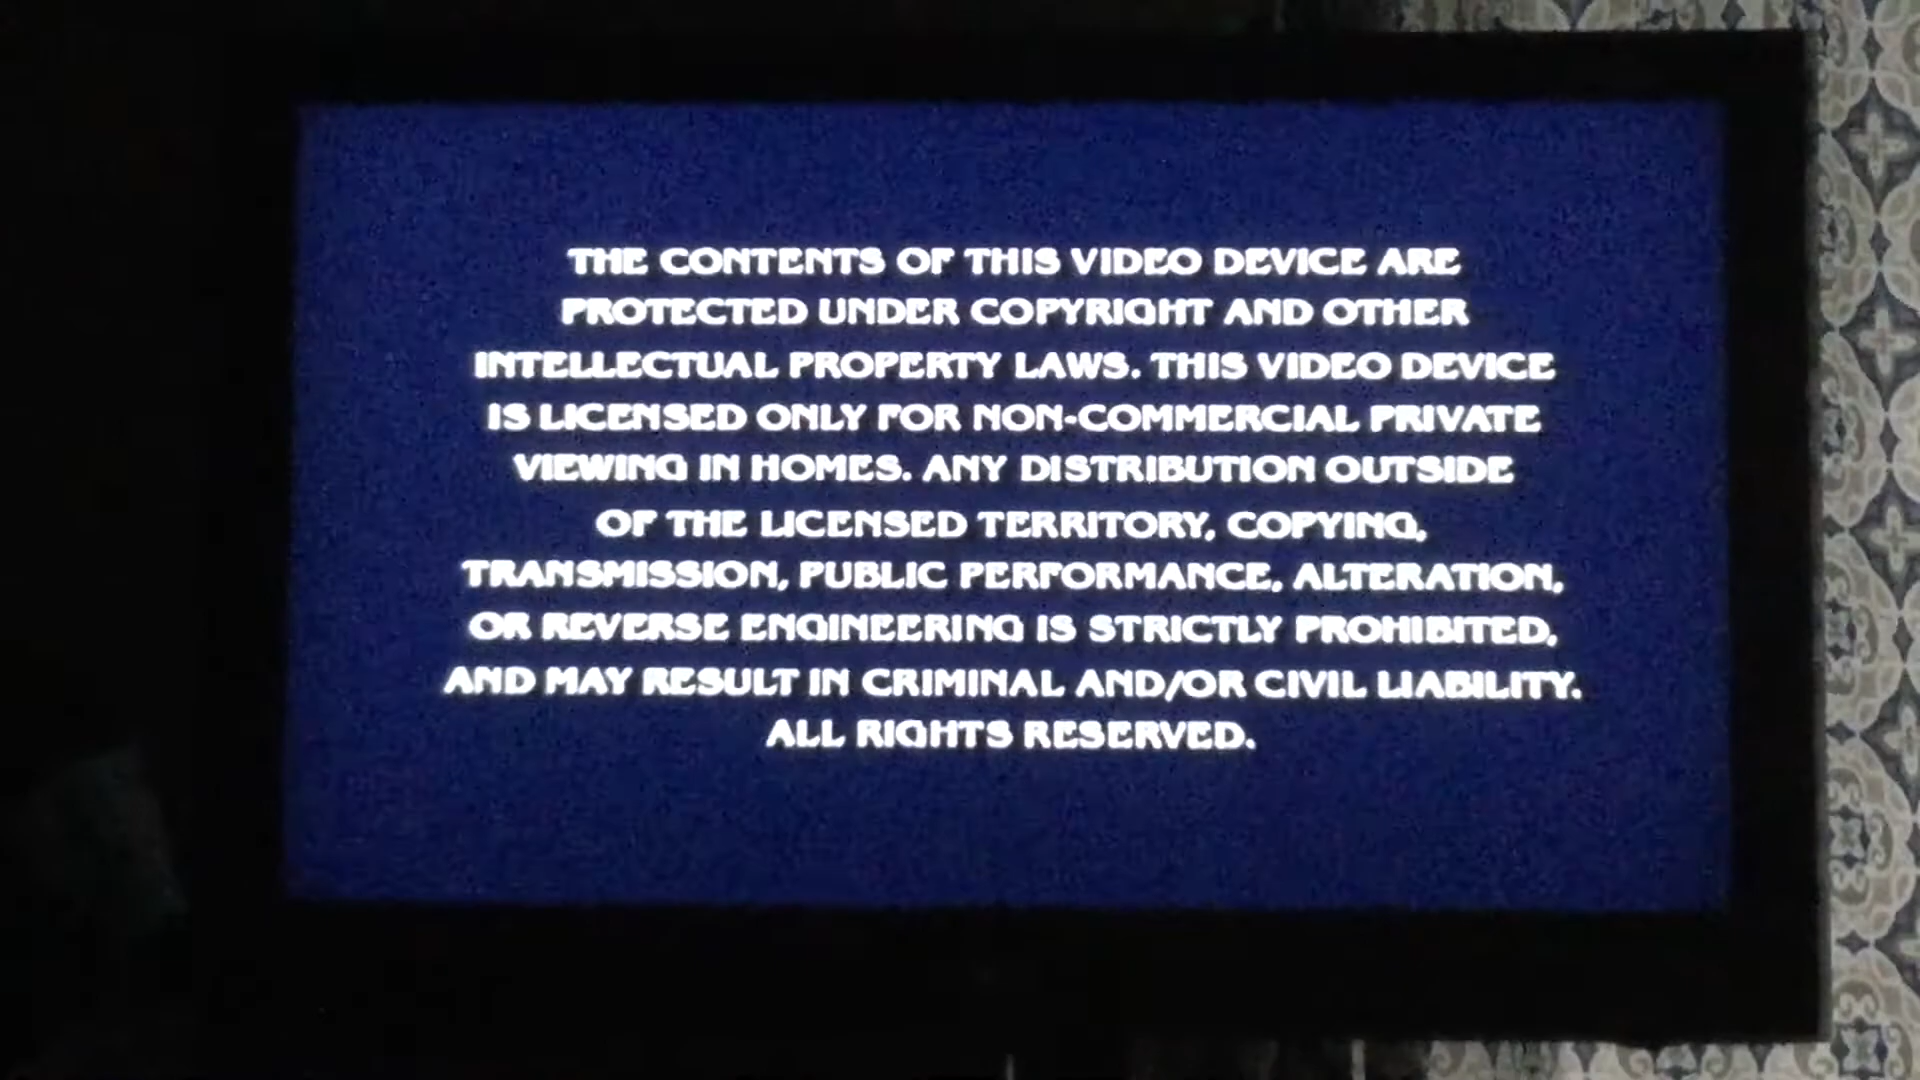 THE CONTENTS OF THIS VIDEO DEVICE ARE
PROTECTED UNDER COPYRIGHT AND OTHER
INTELLECTUAL PROPERTY LAWS. THIS VIDEO DEVICE
IS LICENSED ONLY FOR NON-COMMERCIAL PRIVATE
VIEWING IN HOMES. ANY DISTRIBUTION OUTSIDE
OF THE LICENSED TERRITORY, COPYING,
TRANSMISSION, PUBLIC PERFORMANCE, ALTERATION,
OR REVERSE ENGINEERING IS STRICTLY PROHIBITED,
AND MAY RESULT IN CRIMINAL AND/OR CIVIL LIABILITY.
ALL RIGHTS RESERVED.